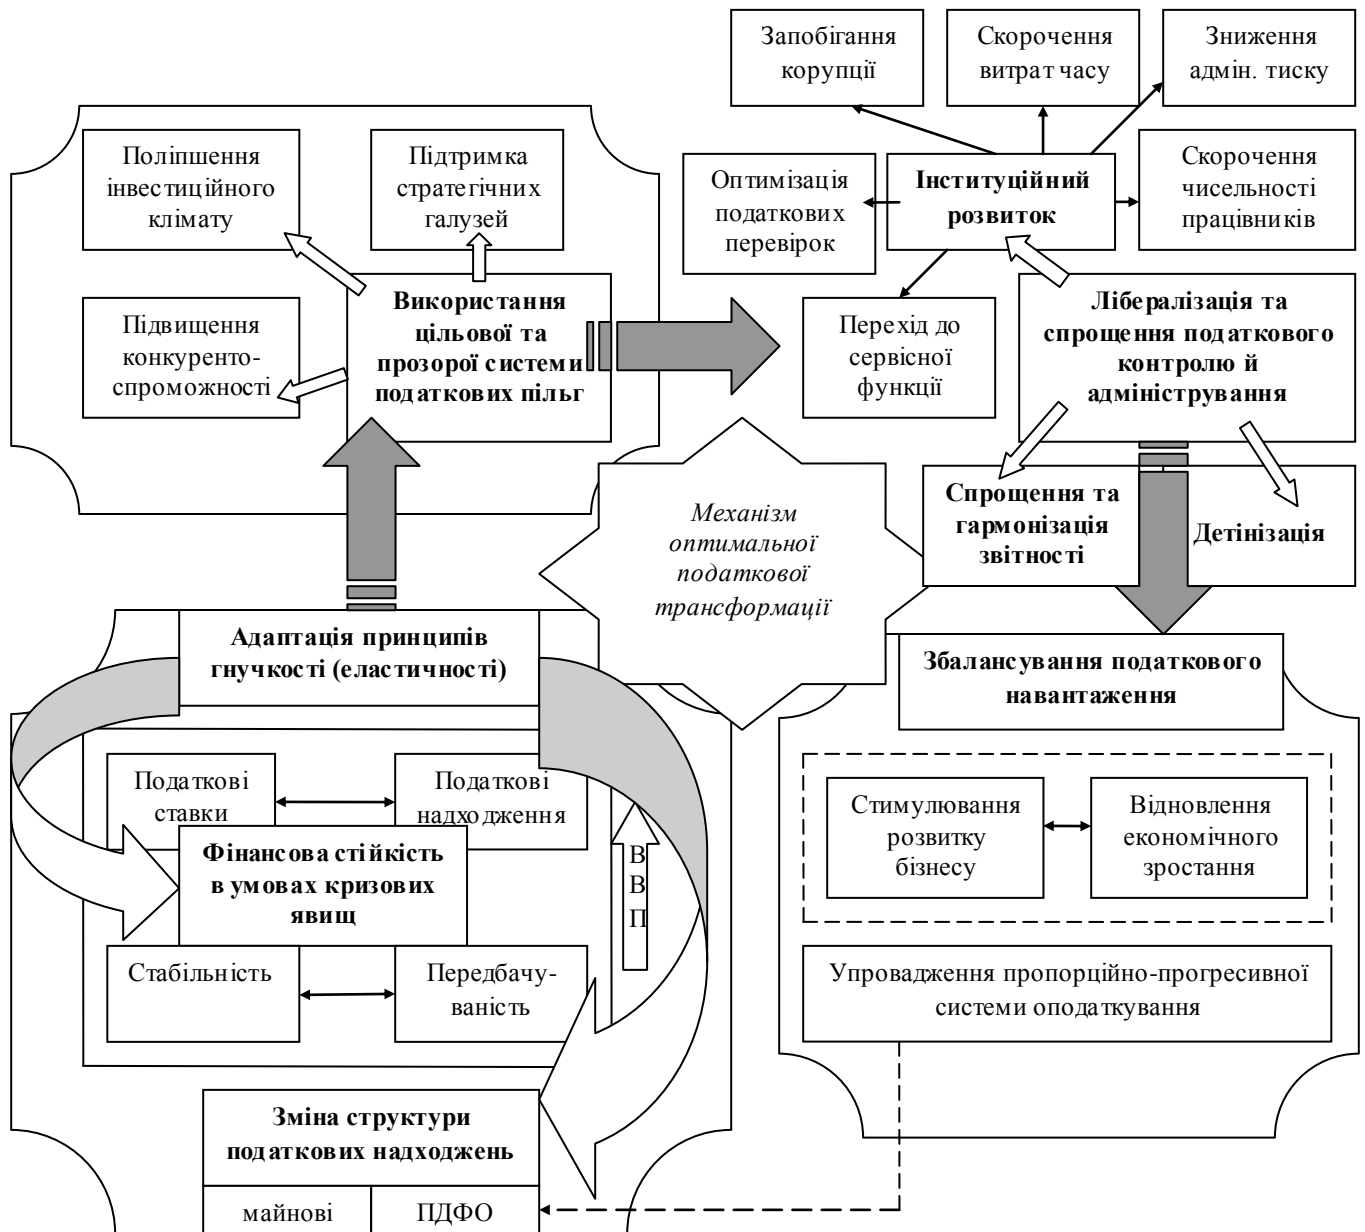 Запобігання
корупції
Скорочення
витрат часу
Зниження
адмін. тиску
Поліпшення
інвестиційного
клімату
Підтримка
стратегічних
галузей
Оптимізація
податкових
перевірок
Інституційний
розвиток
Скорочення
чисельності
працівників
Використання
цільової та
прозорої системи
податкових пільг
Підвищення
конкуренто-
спроможності
Перехід до
сервісної
функції
Лібералізація та
спрощення податкового
контролю й
адміністрування
Механізм
оптимальної
податкової
трансформації
Спрощення та
гармонізація
звітності
Детінізація
Адаптація принципів
гнучкості (еластичності)
Збалансування податкового
навантаження
Податкові
ставки
Податкові
надходження
Фінансова стійкість
в умовах кризових
явищ
В
В
П
Стабільність
Передбачу-
ваність
Стимулювання
розвитку
бізнесу
Відновлення
економічного
зростання
Упровадження пропорційно-прогресивної
системи оподаткування
Зміна структури
податкових надходжень
майнові
ПДФО